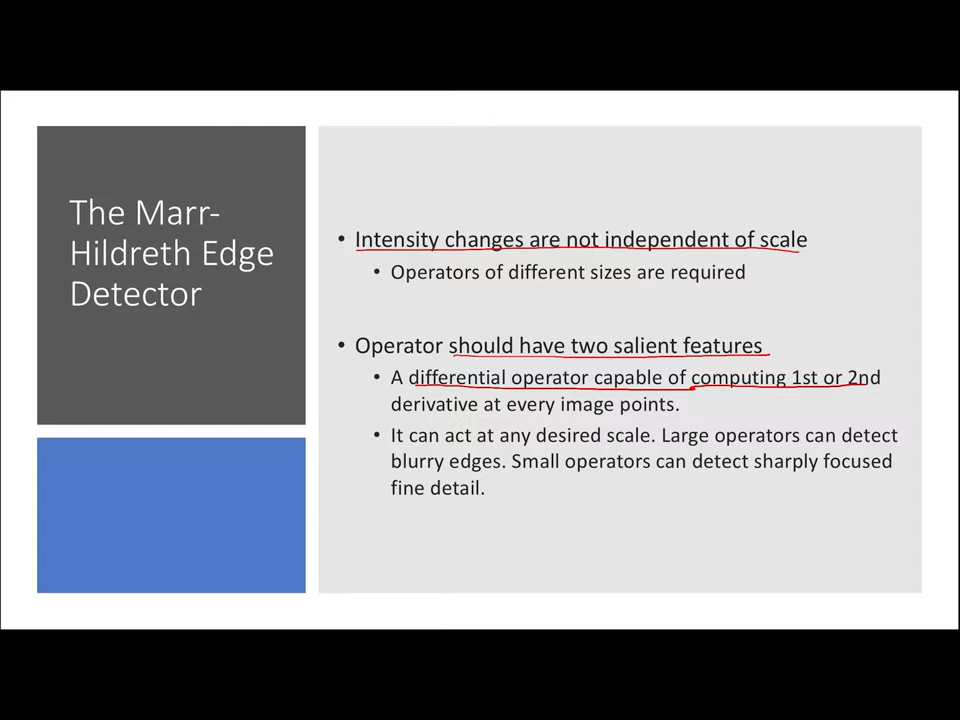 The Marr-
Hildreth Edge
Detector
• Intensity changes are not independent of scale
• Operators of different sizes are required
• Operator should have two salient features
• A differential operator capable of computing 1st or 2nd
derivative at every image points.
• It can act at any desired scale. Large operators can detect
blurry edges. Small operators can detect sharply focused
fine detail.